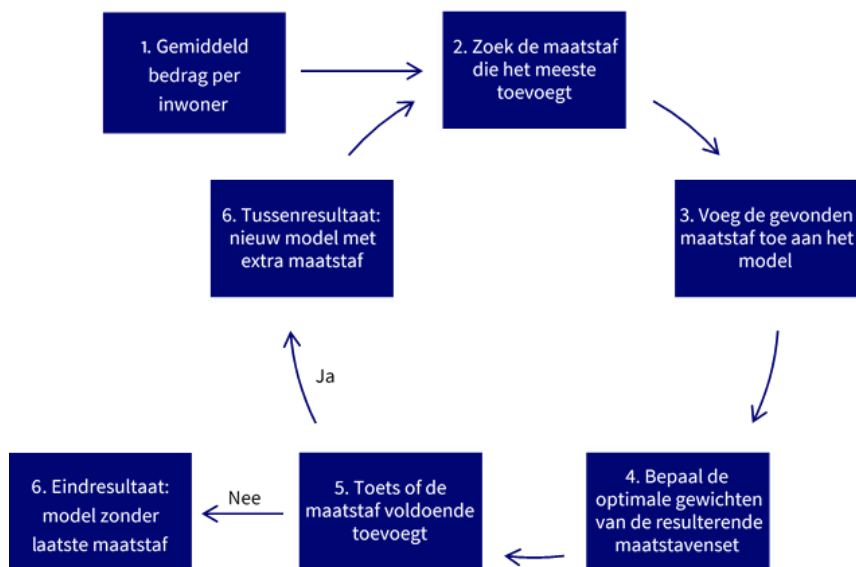 1. Gemiddeld
bedrag per
inwoner
2. Zoek de maatstaf
die het meeste
toevoegt
3. Voeg de gevonden
maatstaf toe aan het
model
4. Bepaal de
optimale gewichten
van de resulterende
maatstavenset
5. Toets of de
maatstaf voldoende
toevoegt
Ja
6. Tussenresultaat:
nieuw model met
extra maatstaf
Nee
6. Eindresultaat:
model zonder
laatste maatstaf